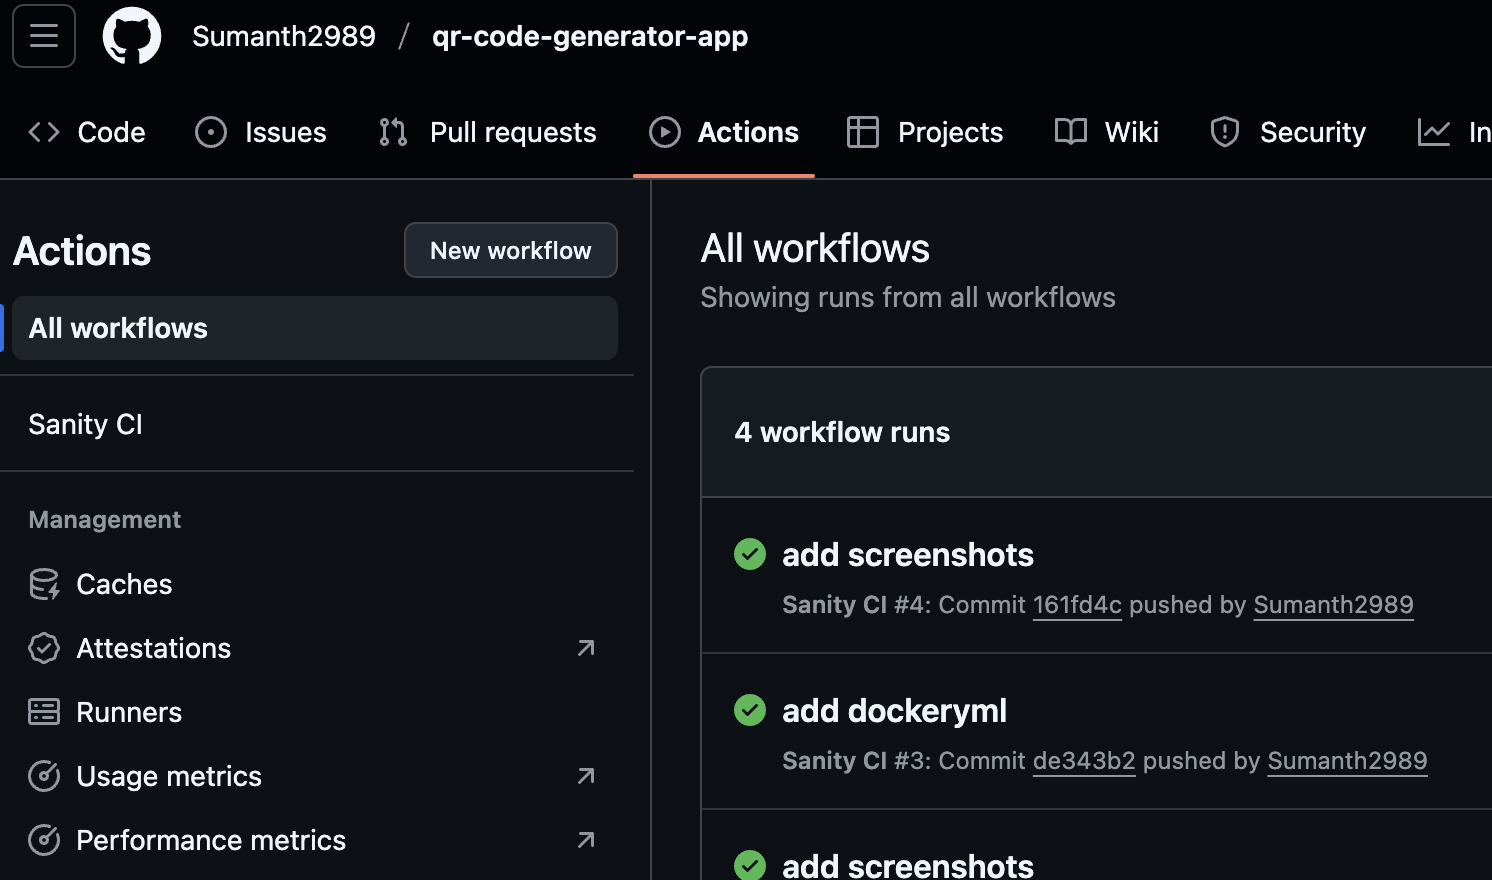 Sumanth2989 / qr-code-generator-app
Code Issues Pull requests Actions Projects Wiki Security
Actions
New workflow
All workflows
Sanity CI
Management
Caches
Attestations
Runners
Usage metrics
Performance metrics
All workflows
Showing runs from all workflows
4 workflow runs
add screenshots
Sanity CI #4: Commit 161fd4c pushed by Sumanth2989
add dockeryml
Sanity CI #3: Commit de343b2 pushed by Sumanth2989
add screenshots